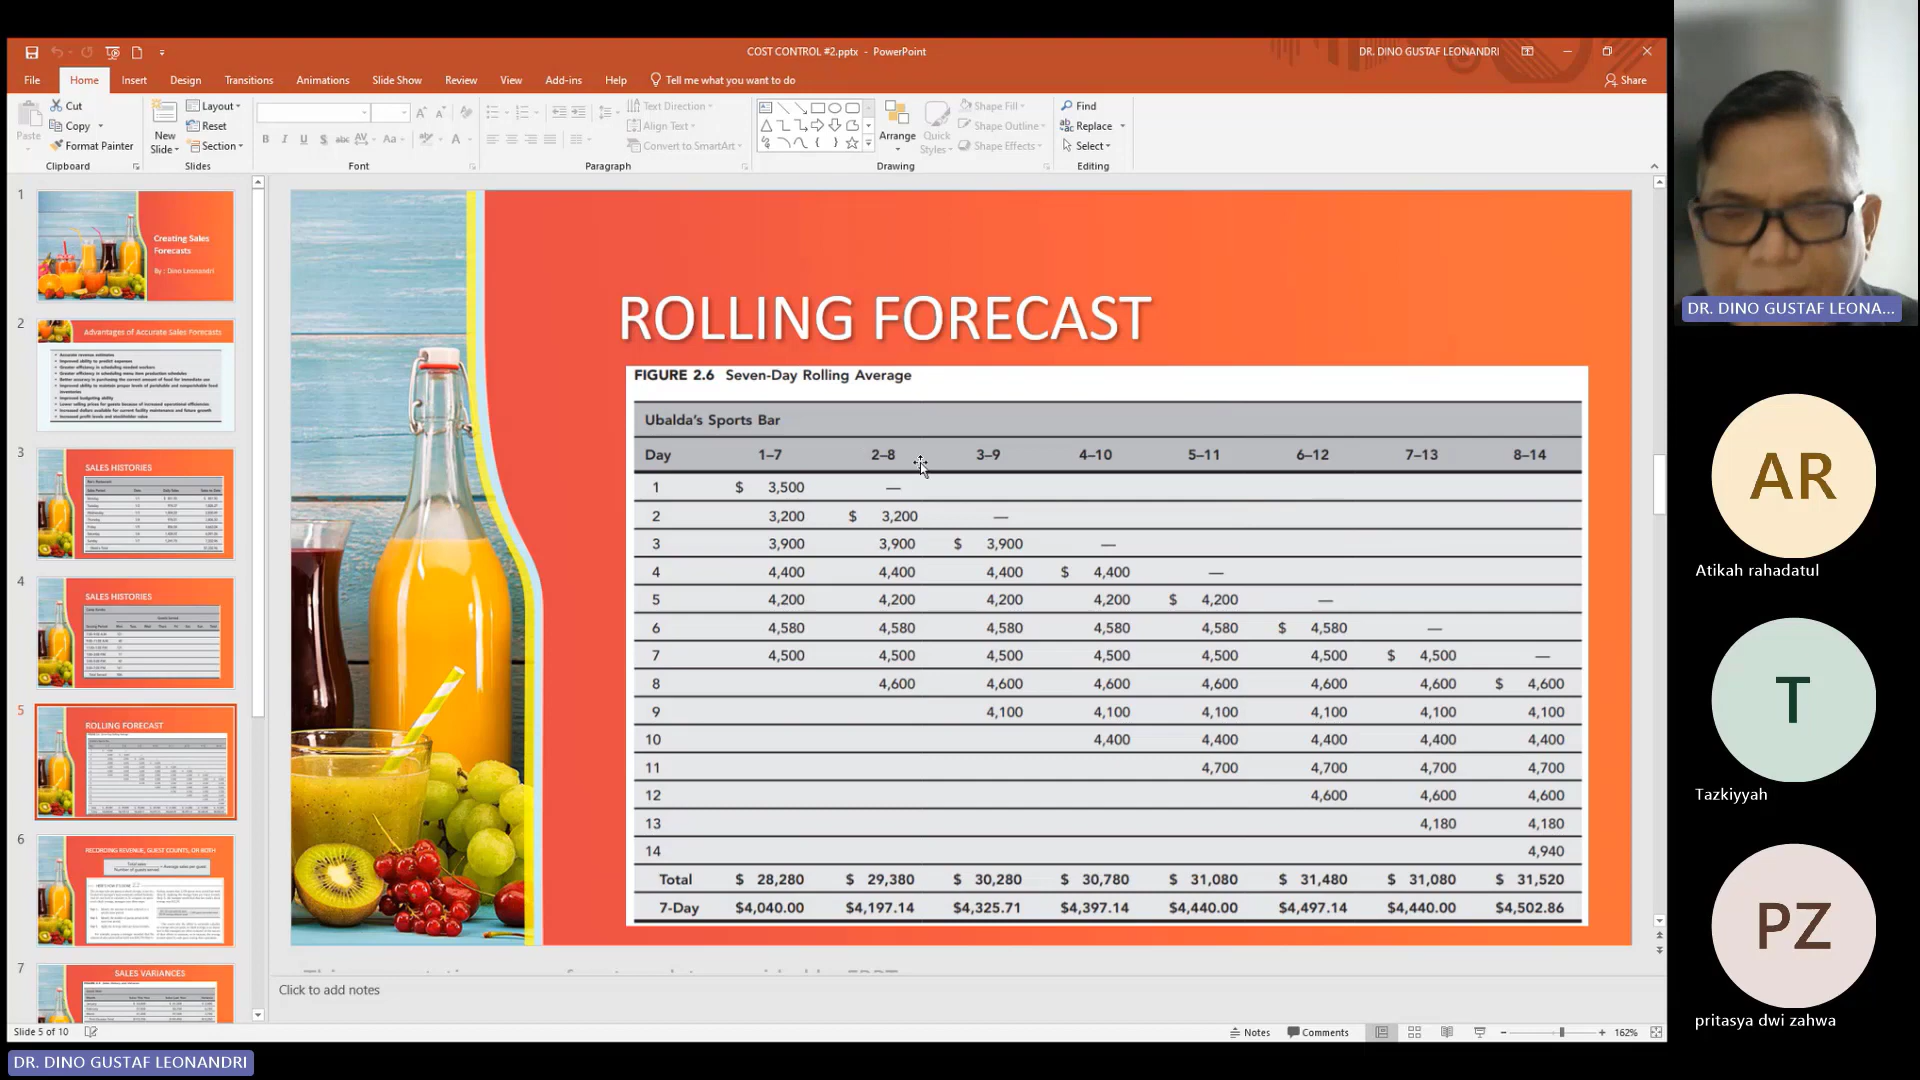 COST CONTROL #2.pptx - PowerPoint
DR. DINO GUSTAF LEONANDRI
File Home Insert Design Transitions Animations Slide Show Review View Add-ins Help Tell me what you want to do Share
Paste
Cut
Copy
Format Painter
Clipboard
New Slide
Layout
Reset
Section
Slides
Font
Text Direction
Align Text
Convert to SmartArt
Paragraph
Arrange
Quick Styles
Shape Fill
Shape Outline
Shape Effects
Drawing
Find
Replace
Select
Editing
1
Creating Sales
Forecasts
By : Dino Leonandri
2
Advantages of Accurate Sales Forecasts
3
SALES HISTORIES
4
SALES HISTORIES
5
ROLLING FORECAST
6
RECORDING REVENUE, GUEST COUNTS, OR BOTH
7
SALES VARIANCES
ROLLING FORECAST
FIGURE 2.6 Seven-Day Rolling Average
Ubalda's Sports Bar
Day 1–7 2–8 3–9 4–10 5–11 6–12 7–13 8–14
1 $ 3,500 —
2 3,200 $ 3,200 —
3 3,900 3,900 $ 3,900 —
4 4,400 4,400 4,400 $ 4,400 —
5 4,200 4,200 4,200 4,200 $ 4,200 —
6 4,580 4,580 4,580 4,580 4,580 $ 4,580 —
7 4,500 4,500 4,500 4,500 4,500 4,500 $ 4,500 —
8 4,600 4,600 4,600 4,600 4,600 4,600 $ 4,600
9 4,100 4,100 4,100 4,100 4,100 4,100
10 4,400 4,400 4,400 4,400 4,400
11 4,700 4,700 4,700 4,700
12 4,600 4,600 4,600
13 4,180 4,180
14 4,940
Total $ 28,280 $ 29,380 $ 30,280 $ 30,780 $ 31,080 $ 31,480 $ 31,080 $ 31,520
7-Day $4,040.00 $4,197.14 $4,325.71 $4,397.14 $4,440.00 $4,497.14 $4,440.00 $4,502.86
Click to add notes
Slide 5 of 10
Notes
Comments
162%
DR. DINO GUSTAF LEONANDRI
DR. DINO GUSTAF LEONA...
AR
Atikah rahadatul
T
Tazkiyyah
PZ
pritasya dwi zahwa